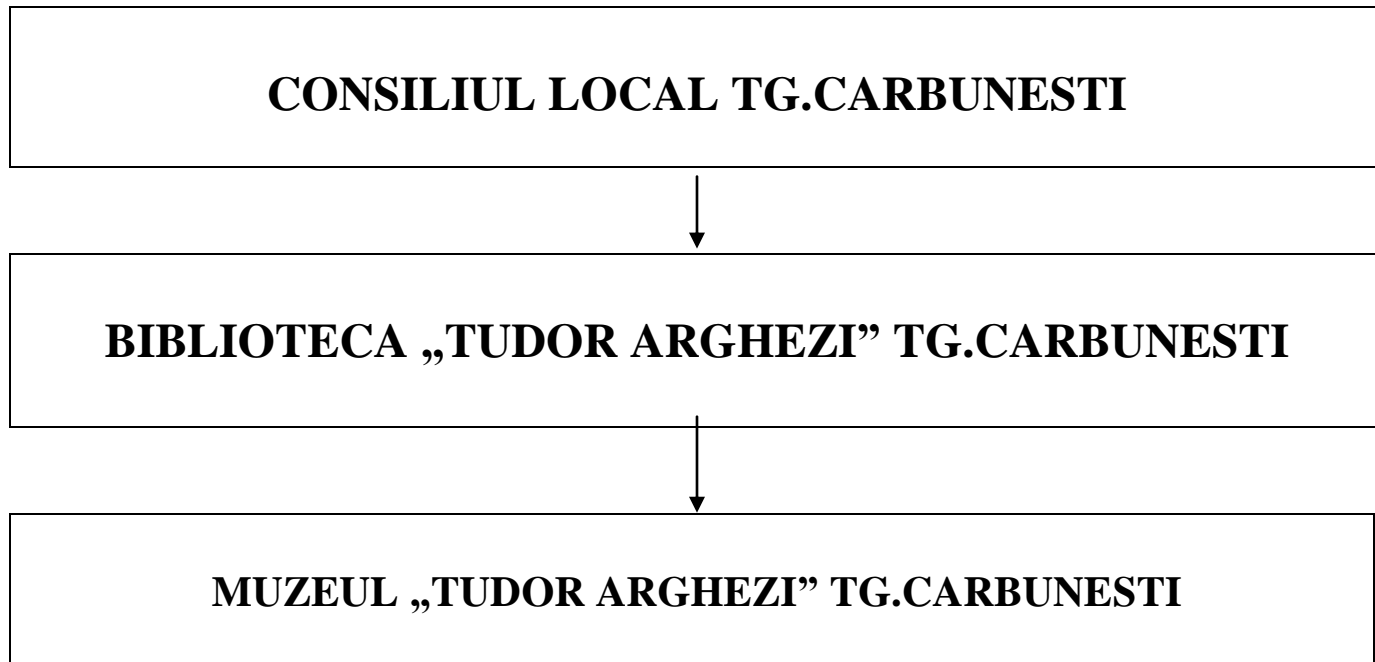 CONSILIUL LOCAL TG.CARBUNESTI
BIBLIOTECA „TUDOR ARGHEZI” TG.CARBUNESTI
MUZEUL „TUDOR ARGHEZI” TG.CARBUNESTI